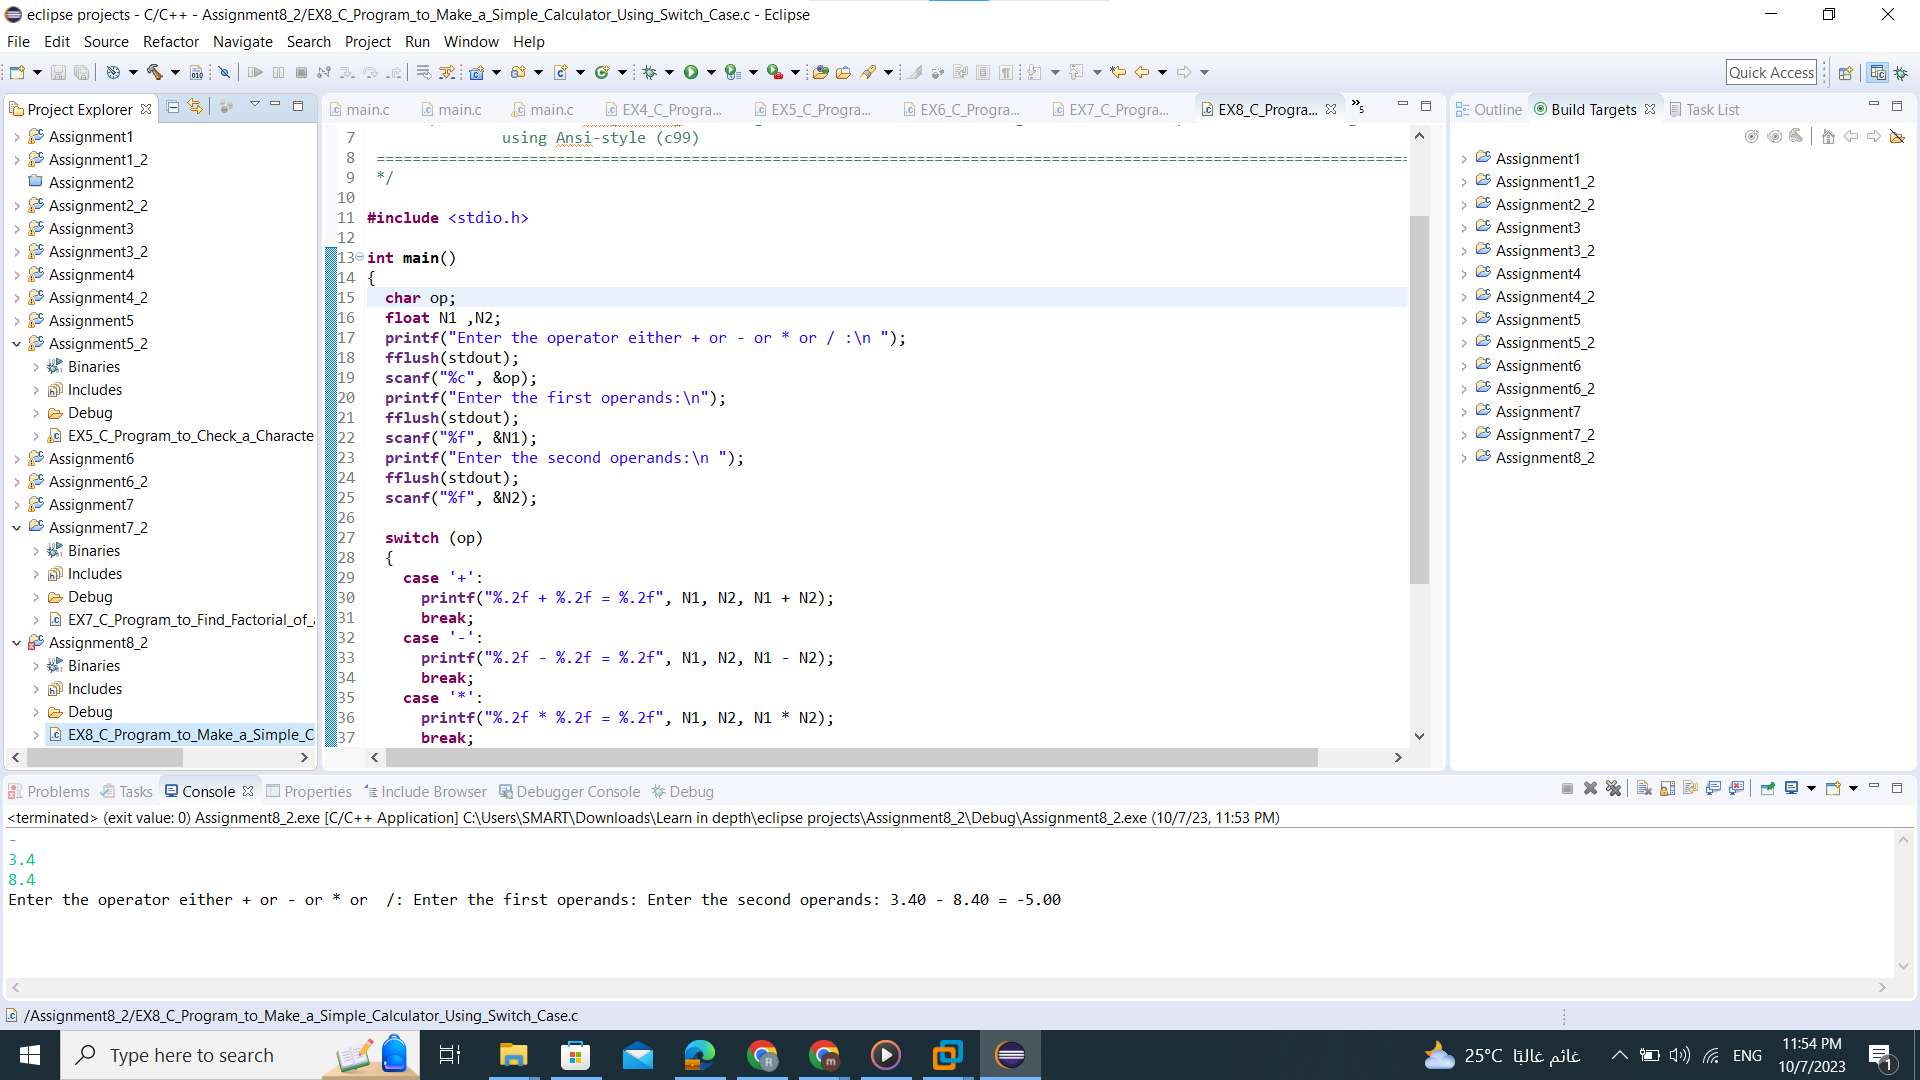 eclipse projects - C/C++ - Assignment8_2/EX8_C_Program_to_Make_a_Simple_Calculator_Using_Switch_Case.c - Eclipse
File Edit Source Refactor Navigate Search Project Run Window Help
Quick Access
Project Explorer
Assignment1
Assignment1_2
Assignment2
Assignment2_2
Assignment3
Assignment3_2
Assignment4
Assignment4_2
Assignment5
Assignment5_2
Binaries
Includes
Debug
EX5_C_Program_to_Check_a_Characte
Assignment6
Assignment6_2
Assignment7
Assignment7_2
Binaries
Includes
Debug
EX7_C_Program_to_Find_Factorial_of_
Assignment8_2
Binaries
Includes
Debug
EX8_C_Program_to_Make_a_Simple_C
main.c main.c main.c EX4_C_Progra... EX5_C_Progra... EX6_C_Progra... EX7_C_Progra... EX8_C_Progra... »5
7 using Ansi-style (c99)
8 ==================================================================================================================
9 */
10
11 #include <stdio.h>
12
13 int main()
14 {
15 char op;
16 float N1 ,N2;
17 printf("Enter the operator either + or - or * or / :\n ");
18 fflush(stdout);
19 scanf("%c", &op);
20 printf("Enter the first operands:\n");
21 fflush(stdout);
22 scanf("%f", &N1);
23 printf("Enter the second operands:\n ");
24 fflush(stdout);
25 scanf("%f", &N2);
26
27 switch (op)
28 {
29 case '+':
30 printf("%.2f + %.2f = %.2f", N1, N2, N1 + N2);
31 break;
32 case '-':
33 printf("%.2f - %.2f = %.2f", N1, N2, N1 - N2);
34 break;
35 case '*':
36 printf("%.2f * %.2f = %.2f", N1, N2, N1 * N2);
37 break;
Outline Build Targets Task List
Assignment1
Assignment1_2
Assignment2_2
Assignment3
Assignment3_2
Assignment4
Assignment4_2
Assignment5
Assignment5_2
Assignment6
Assignment6_2
Assignment7
Assignment7_2
Assignment8_2
Problems Tasks Console Properties Include Browser Debugger Console Debug
<terminated> (exit value: 0) Assignment8_2.exe [C/C++ Application] C:\Users\SMART\Downloads\Learn in depth\eclipse projects\Assignment8_2\Debug\Assignment8_2.exe (10/7/23, 11:53 PM)
-
3.4
8.4
Enter the operator either + or - or * or  /: Enter the first operands: Enter the second operands: 3.40 - 8.40 = -5.00
/Assignment8_2/EX8_C_Program_to_Make_a_Simple_Calculator_Using_Switch_Case.c
Type here to search
25°C غائم غالبًا
ENG
11:54 PM
10/7/2023
1